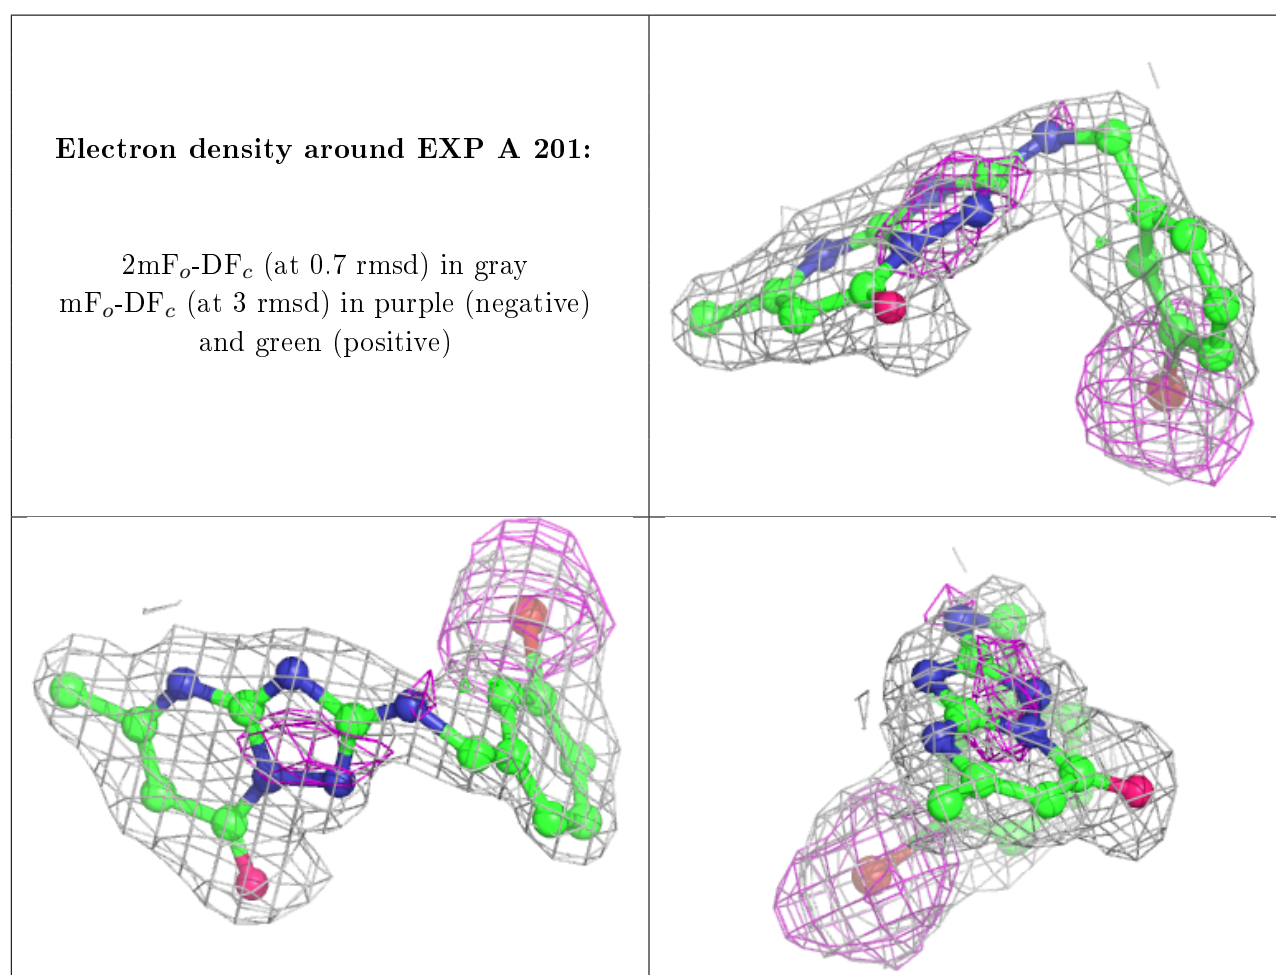 Electron density around EXP A 201:
2mFₒ-DF𝒸 (at 0.7 rmsd) in gray
mFₒ-DF𝒸 (at 3 rmsd) in purple (negative)
and green (positive)